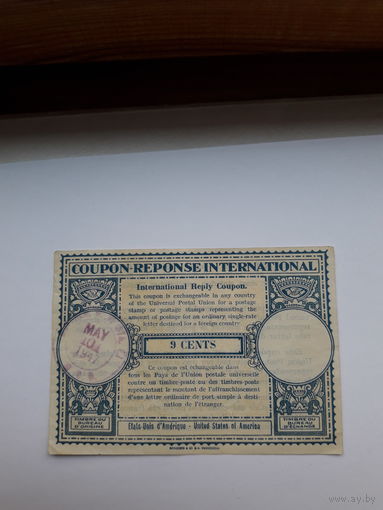 COUPON-REPONSE INTERNATIONAL
International Reply Coupon.
This coupon is exchangeable in any country
of the Universal Postal Union for a postage
stamp or postage stamps representing the
amount of postage for an ordinary single-rate
letter destined for a foreign country.
9 CENTS
Ce coupon est échangeable dans
tous les Pays de l'Union postale universelle
contre un timbre-poste ou des timbres-poste
représentant le montant de l'affranchissement
d'une lettre ordinaire de port simple à desti
nation de l'étranger.
Etats-Unis d'Amérique - United States of America
MAY
10
TIMBRE DU
BUREAU
D'ORIGINE
TIMBRE DU
BUREAU
D'ÉCHANGE
ay.by